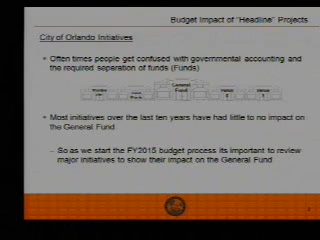 Budget Impact of "Headline" Projects
City of Orlando Initiatives
Often times people get confused with governmental accounting and
the required seperation of funds (Funds)
General
Fund
Most initiatives over the last ten years have had little to no impact on
the General Fund
– So as we start the FY2015 budget process its important to review
major initiatives to show their impact on the General Fund